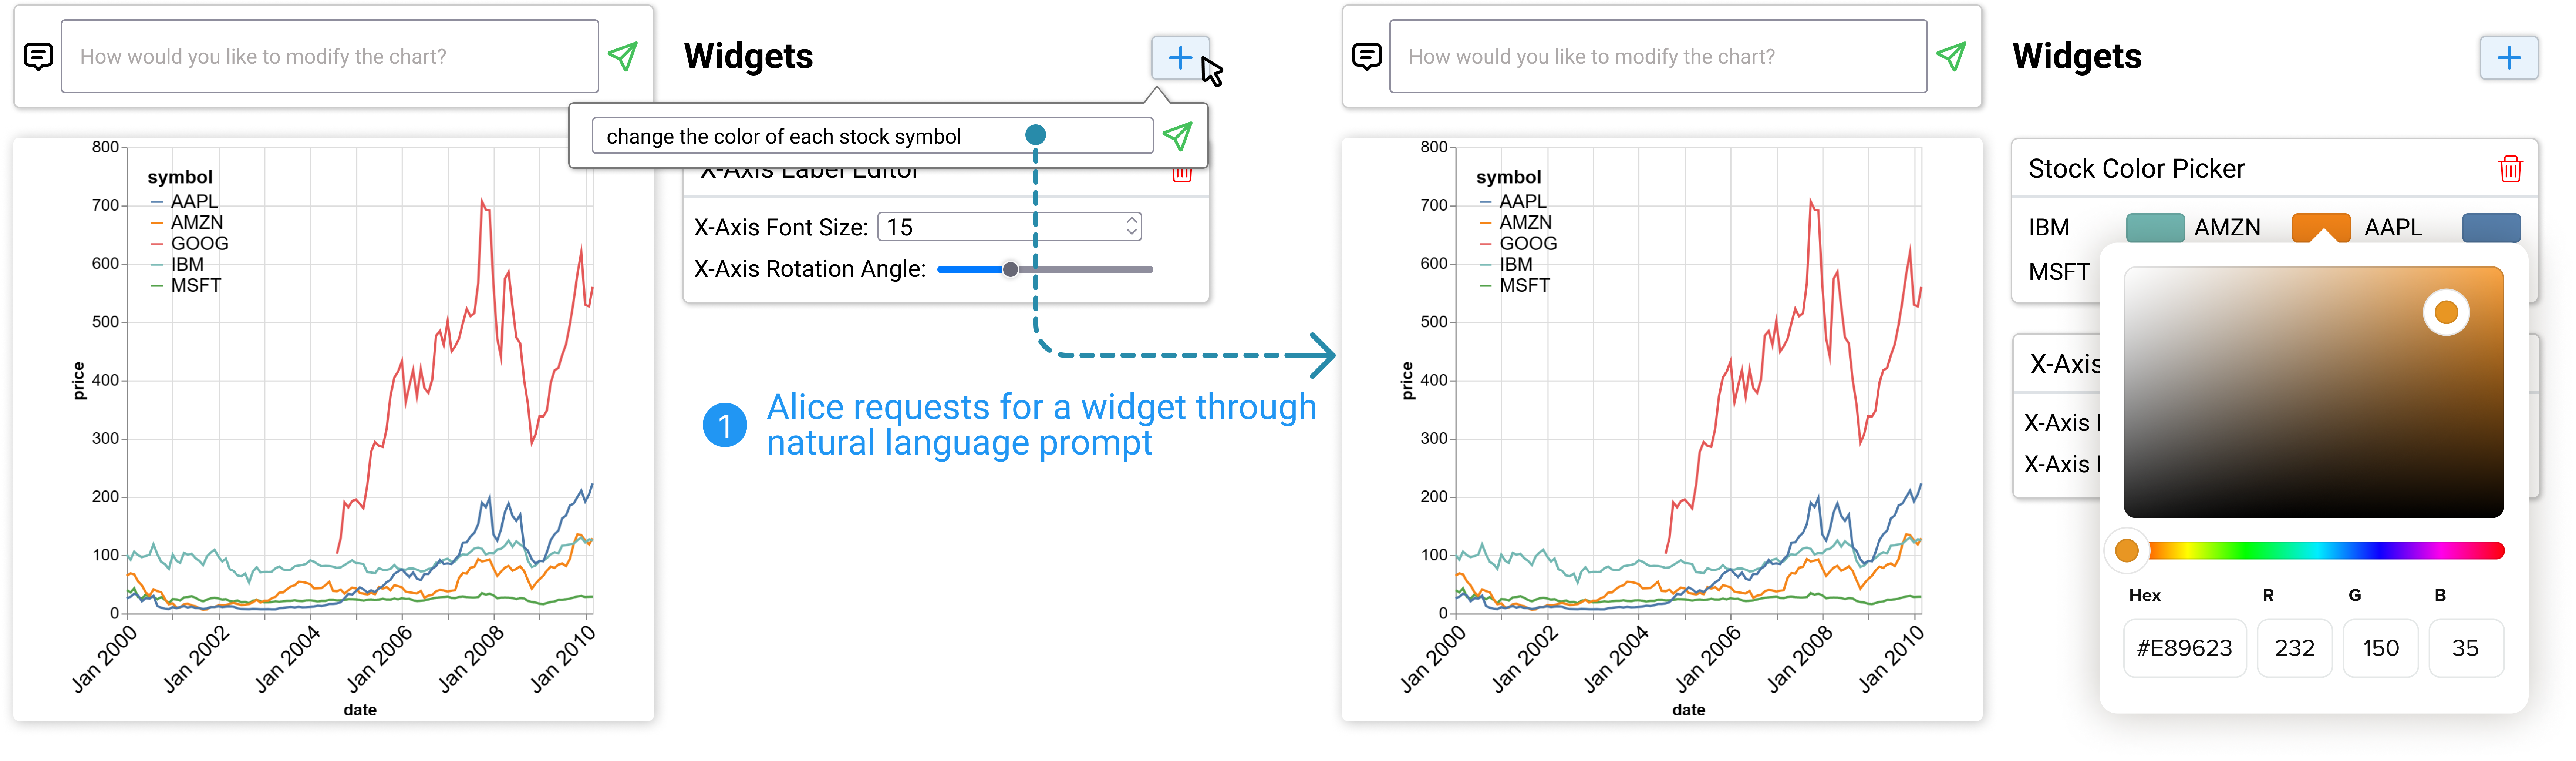 How would you like to modify the chart?
Widgets
change the color of each stock symbol
X-Axis Label Editor
X-Axis Font Size: 15
X-Axis Rotation Angle:
800
700
600
500
400
300
200
100
0
price
symbol
AAPL
AMZN
GOOG
IBM
MSFT
Jan 2000
Jan 2002
Jan 2004
Jan 2006
Jan 2008
Jan 2010
date
1
Alice requests for a widget through
natural language prompt
How would you like to modify the chart?
Widgets
800
700
600
500
400
300
200
100
0
price
symbol
AAPL
AMZN
GOOG
IBM
MSFT
Jan 2000
Jan 2002
Jan 2004
Jan 2006
Jan 2008
Jan 2010
date
Stock Color Picker
IBM AMZN AAPL
MSFT
X-Axis
X-Axis
X-Axis
Hex R G B
#E89623 232 150 35